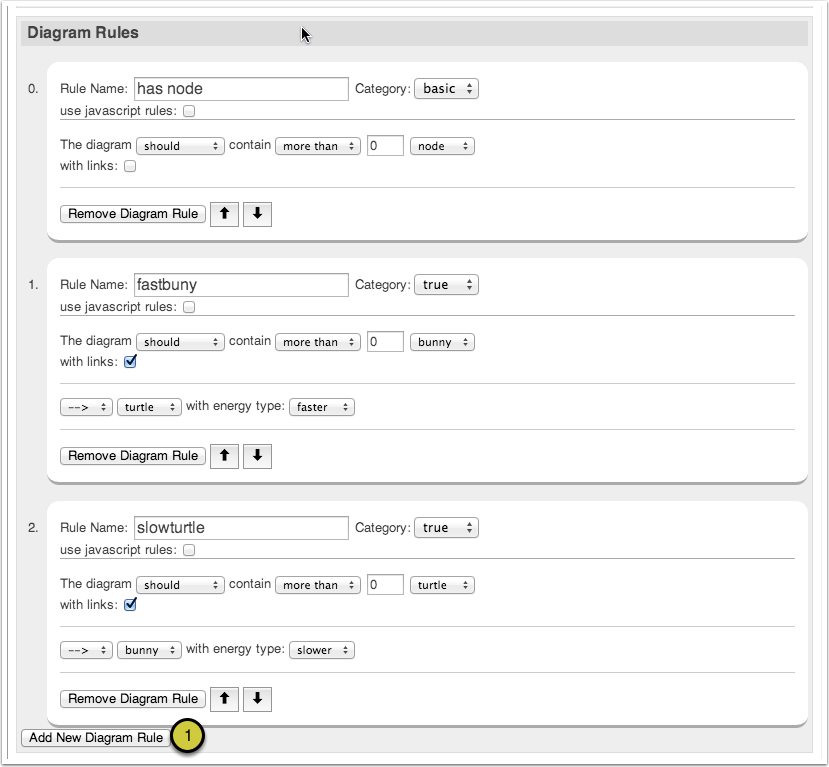 Diagram Rules
0. Rule Name: has node Category: basic
use javascript rules:
The diagram should contain more than 0 node
with links:
Remove Diagram Rule
1. Rule Name: fastbuny Category: true
use javascript rules:
The diagram should contain more than 0 bunny
with links:
--> turtle with energy type: faster
Remove Diagram Rule
2. Rule Name: slowturtle Category: true
use javascript rules:
The diagram should contain more than 0 turtle
with links:
--> bunny with energy type: slower
Remove Diagram Rule
Add New Diagram Rule 1